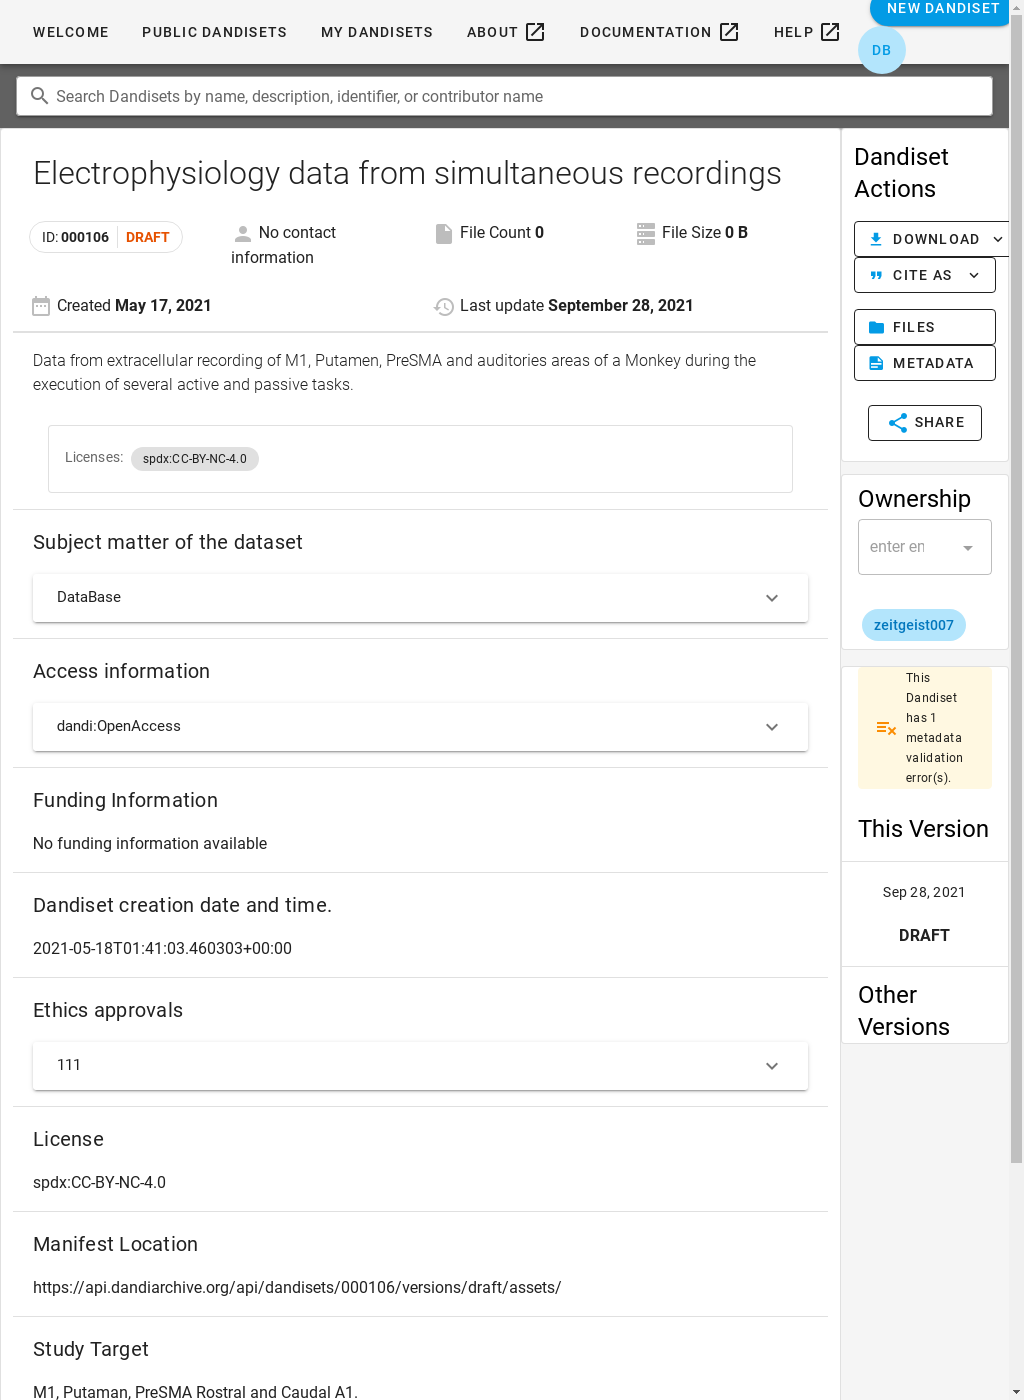 WELCOME
PUBLIC DANDISETS
MY DANDISETS
ABOUT
DOCUMENTATION
HELP
NEW DANDISET
DB
Search Dandisets by name, description, identifier, or contributor name
Electrophysiology data from simultaneous recordings
ID: 000106 DRAFT
No contact
information
File Count 0
File Size 0 B
Created May 17, 2021
Last update September 28, 2021
Data from extracellular recording of M1, Putamen, PreSMA and auditories areas of a Monkey during the
execution of several active and passive tasks.
Licenses: spdx:CC-BY-NC-4.0
Subject matter of the dataset
DataBase
Access information
dandi:OpenAccess
Funding Information
No funding information available
Dandiset creation date and time.
2021-05-18T01:41:03.460303+00:00
Ethics approvals
111
License
spdx:CC-BY-NC-4.0
Manifest Location
https://api.dandiarchive.org/api/dandisets/000106/versions/draft/assets/
Study Target
M1, Putaman, PreSMA Rostral and Caudal A1.
Dandiset
Actions
DOWNLOAD
CITE AS
FILES
METADATA
SHARE
Ownership
enter en
zeitgeist007
This
Dandiset
has 1
metadata
validation
error(s).
This Version
Sep 28, 2021
DRAFT
Other
Versions